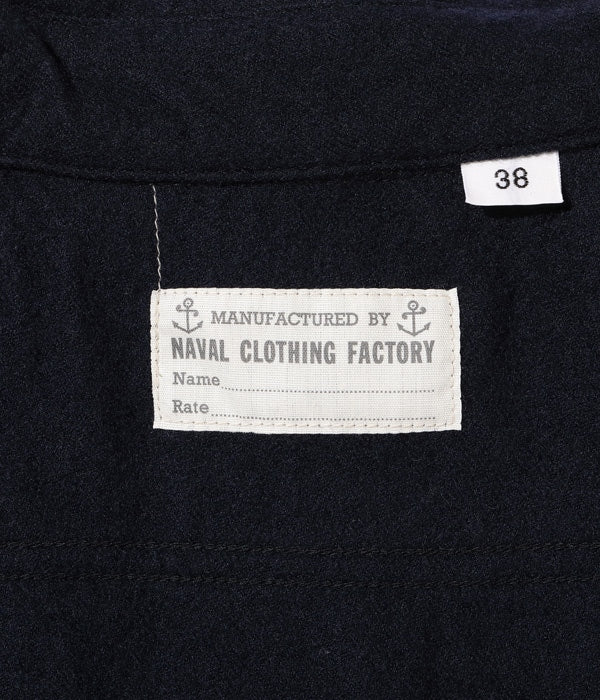 38
MANUFACTURED BY
NAVAL CLOTHING FACTORY
Name
Rate